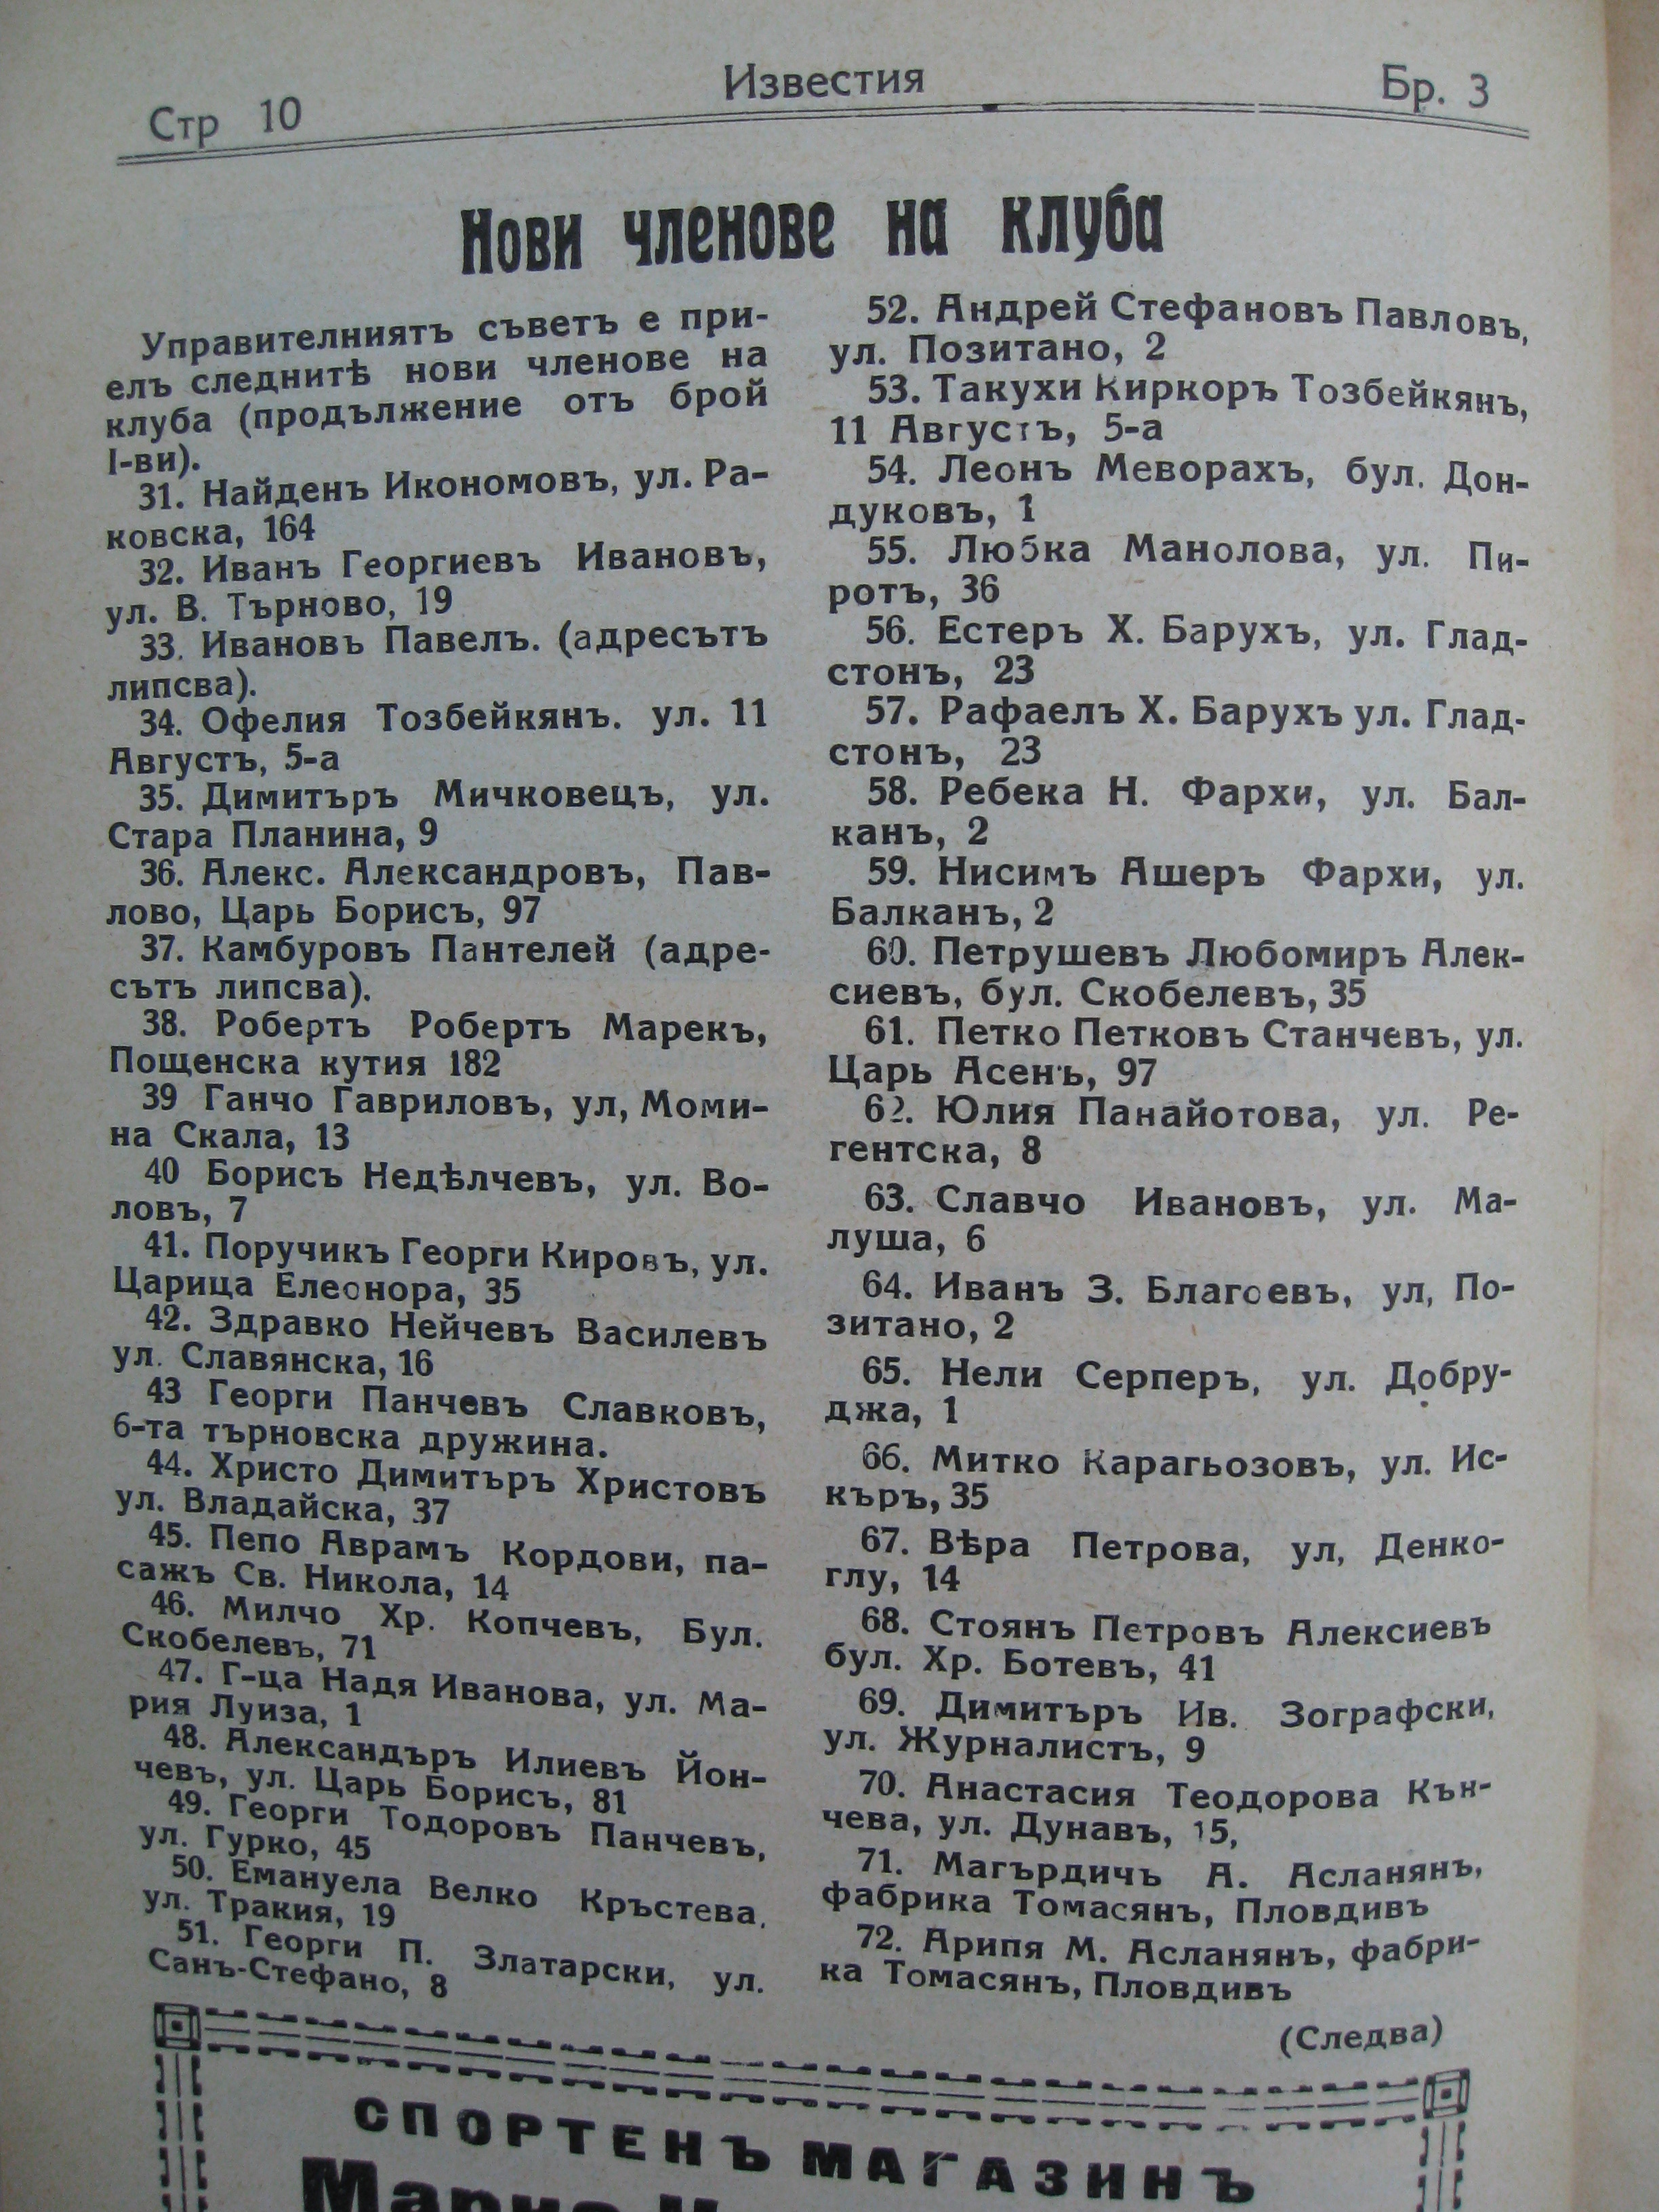 Стр 10 Известия Бр. 3
Нови членове на клуба
Управителниятъ съветъ е при-
елъ следнитѣ нови членове на
клуба (продължение отъ брой
I-ви).
31. Найденъ Икономовъ, ул. Ра-
ковска, 164
32. Иванъ Георгиевъ Ивановъ,
ул. В. Търново, 19
33. Ивановъ Павелъ. (адресътъ
липсва).
34. Офелия Тозбейкянъ. ул. 11
Августъ, 5-а
35. Димитъръ Мичковецъ, ул.
Стара Планина, 9
36. Алекс. Александровъ, Пав-
лово, Царь Борисъ, 97
37. Камбуровъ Пантелей (адре-
сътъ липсва).
38. Робертъ Робертъ Марекъ,
Пощенска кутия 182
39 Ганчо Гавриловъ, ул, Моми-
на Скала, 13
40 Борисъ Недѣлчевъ, ул. Во-
ловъ, 7
41. Поручикъ Георги Кировъ, ул.
Царица Елеонора, 35
42. Здравко Нейчевъ Василевъ
ул. Славянска, 16
43 Георги Панчевъ Славковъ,
6-та търновска дружина.
44. Христо Димитъръ Христовъ
ул. Владайска, 37
45. Пепо Аврамъ Кордови, па-
сажъ Св. Никола, 14
46. Милчо Хр. Копчевъ, Бул.
Скобелевъ, 71
47. Г-ца Надя Иванова, ул. Ма-
рия Луиза, 1
48. Александъръ Илиевъ Йон-
чевъ, ул. Царь Борисъ, 81
49. Георги Тодоровъ Панчевъ,
ул. Гурко, 45
50. Емануела Велко Кръстева,
ул. Тракия, 19
51. Георги П. Златарски, ул.
Санъ-Стефано, 8
52. Андрей Стефановъ Павловъ,
ул. Позитано, 2
53. Такухи Киркоръ Тозбейкянъ,
11 Августъ, 5-а
54. Леонъ Меворахъ, бул. Дон-
дуковъ, 1
55. Любка Манолова, ул. Пи-
ротъ, 36
56. Естеръ Х. Барухъ, ул. Глад-
стонъ, 23
57. Рафаелъ Х. Барухъ ул. Глад-
стонъ, 23
58. Ребека Н. Фархи, ул. Бал-
канъ, 2
59. Нисимъ Ашеръ Фархи, ул.
Балканъ, 2
60. Петрушевъ Любомиръ Алек-
сиевъ, бул. Скобелевъ, 35
61. Петко Петковъ Станчевъ, ул.
Царь Асенъ, 97
62. Юлия Панайотова, ул. Ре-
гентска, 8
63. Славчо Ивановъ, ул. Ма-
луша, 6
64. Иванъ З. Благоевъ, ул, По-
зитано, 2
65. Нели Серперъ, ул. Добру-
джа, 1
66. Митко Карагьозовъ, ул. Ис-
къръ, 35
67. Вѣра Петрова, ул, Денко-
глу, 14
68. Стоянъ Петровъ Алексиевъ
бул. Хр. Ботевъ, 41
69. Димитъръ Ив. Зографски,
ул. Журналистъ, 9
70. Анастасия Теодорова Кън-
чева, ул. Дунавъ, 15,
71. Магърдичъ А. Асланянъ,
фабрика Томасянъ, Пловдивъ
72. Арипя М. Асланянъ, фабри-
ка Томасянъ, Пловдивъ
(Следва)
СПОРТЕНЪ МАГАЗИНЪ